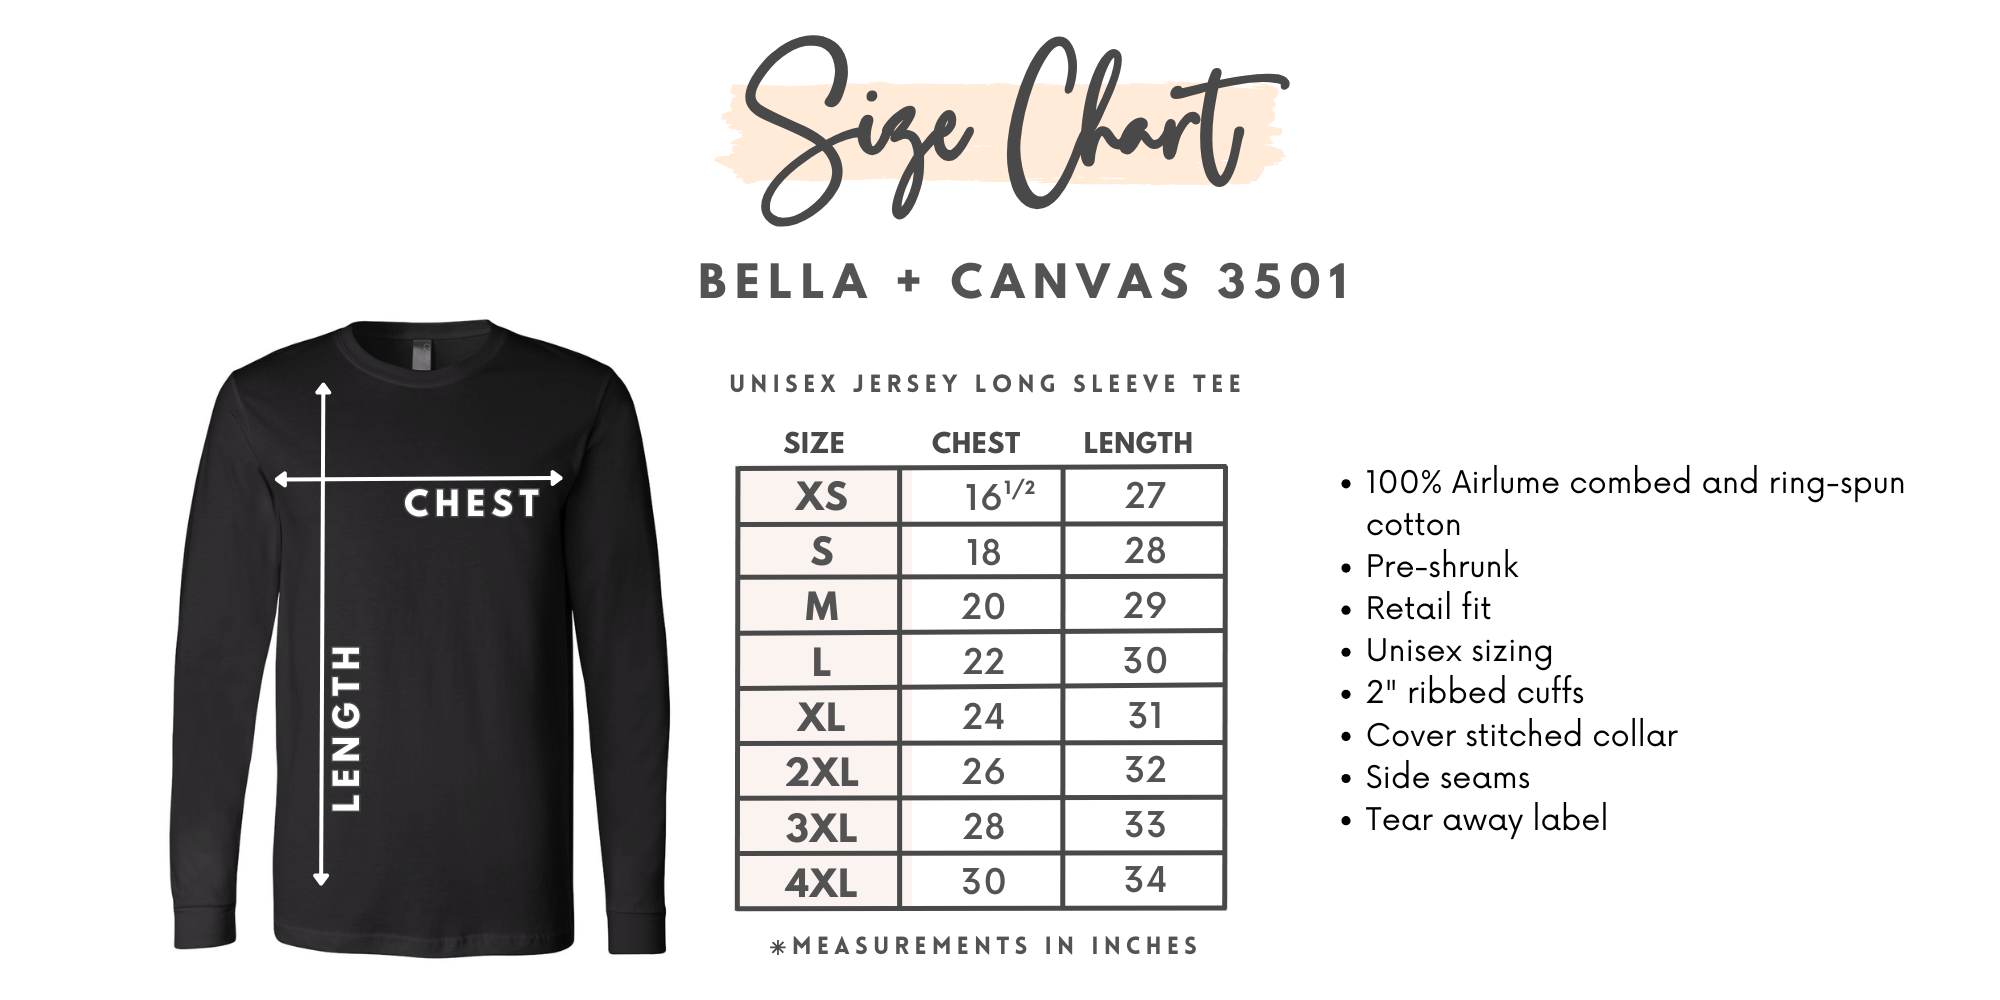 Size Chart
BELLA + CANVAS 3501
UNISEX JERSEY LONG SLEEVE TEE
CHEST
LENGTH
SIZE CHEST LENGTH
XS 16 1/2 27
S 18 28
M 20 29
L 22 30
XL 24 31
2XL 26 32
3XL 28 33
4XL 30 34
*MEASUREMENTS IN INCHES
• 100% Airlume combed and ring-spun
cotton
• Pre-shrunk
• Retail fit
• Unisex sizing
• 2" ribbed cuffs
• Cover stitched collar
• Side seams
• Tear away label